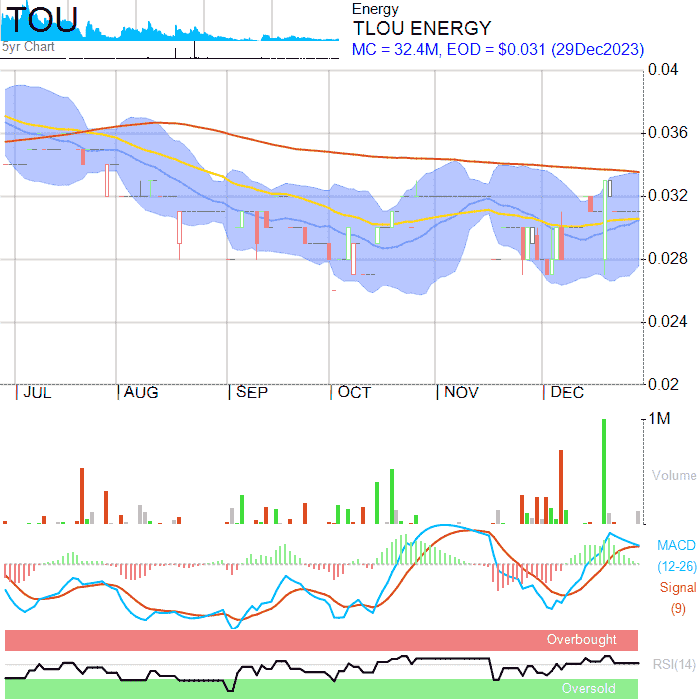 TOU
5yr Chart
Energy
TLOU ENERGY
MC = 32.4M, EOD = $0.031 (29Dec2023)
0.04
0.036
0.032
0.028
0.024
0.02
JUL AUG SEP OCT NOV DEC
1M
Volume
MACD
(12-26)
Signal
(9)
Overbought
RSI(14)
Oversold